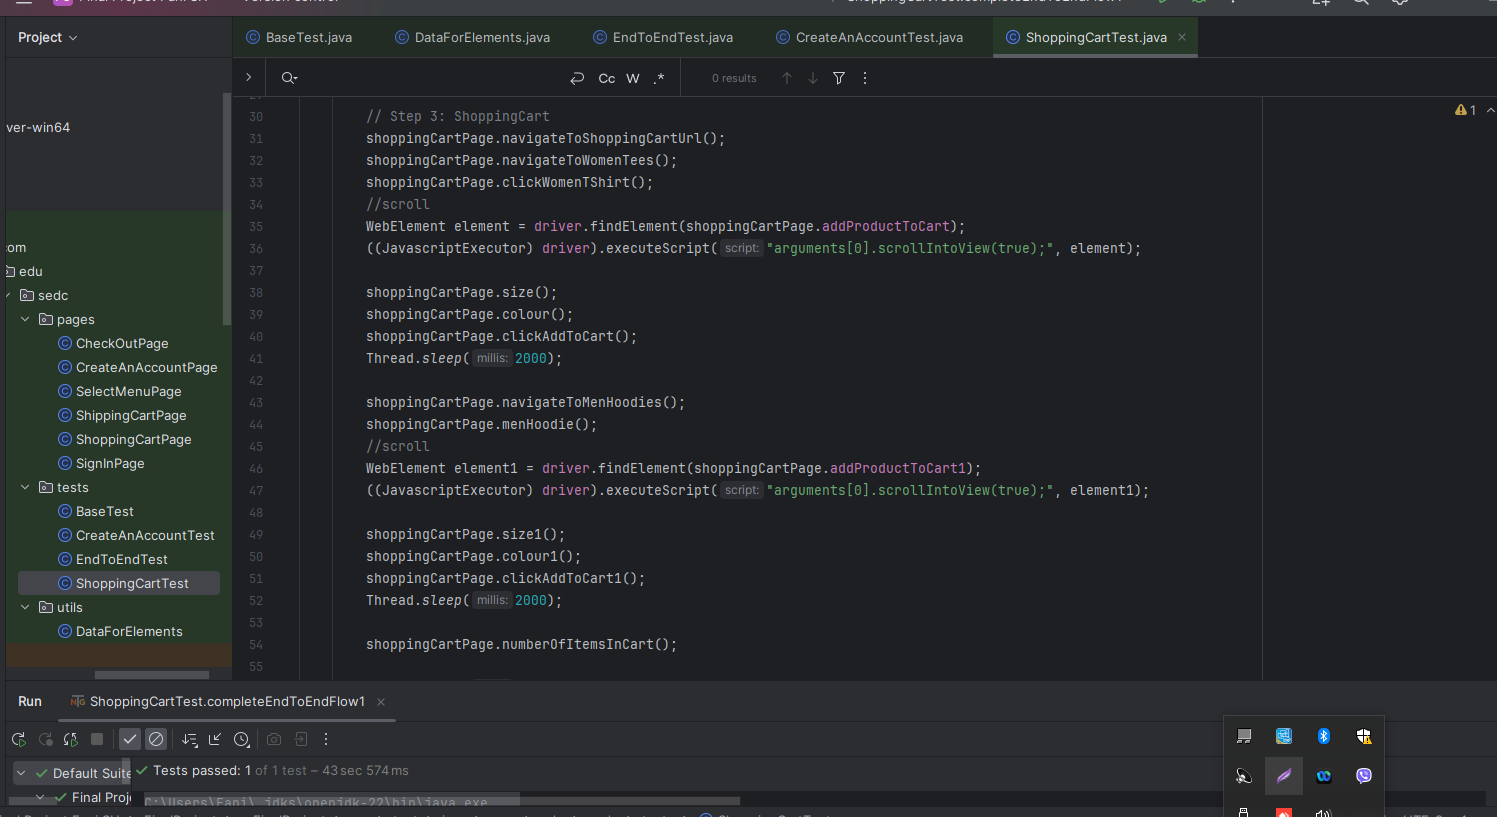 Project
BaseTest.java
DataForElements.java
EndToEndTest.java
CreateAnAccountTest.java
ShoppingCartTest.java
Cc
W
.*
0 results
1
ver-win64
om
edu
sedc
pages
CheckOutPage
CreateAnAccountPage
SelectMenuPage
ShippingCartPage
ShoppingCartPage
SignInPage
tests
BaseTest
CreateAnAccountTest
EndToEndTest
ShoppingCartTest
utils
DataForElements
30 // Step 3: ShoppingCart
31 shoppingCartPage.navigateToShoppingCartUrl();
32 shoppingCartPage.navigateToWomenTees();
33 shoppingCartPage.clickWomenTShirt();
34 //scroll
35 WebElement element = driver.findElement(shoppingCartPage.addProductToCart);
36 ((JavascriptExecutor) driver).executeScript( script: "arguments[0].scrollIntoView(true);", element);
37
38 shoppingCartPage.size();
39 shoppingCartPage.colour();
40 shoppingCartPage.clickAddToCart();
41 Thread.sleep( millis: 2000);
42
43 shoppingCartPage.navigateToMenHoodies();
44 shoppingCartPage.menHoodie();
45 //scroll
46 WebElement element1 = driver.findElement(shoppingCartPage.addProductToCart1);
47 ((JavascriptExecutor) driver).executeScript( script: "arguments[0].scrollIntoView(true);", element1);
48
49 shoppingCartPage.size1();
50 shoppingCartPage.colour1();
51 shoppingCartPage.clickAddToCart1();
52 Thread.sleep( millis: 2000);
53
54 shoppingCartPage.numberOfItemsInCart();
55
Run
ShoppingCartTest.completeEndToEndFlow1
Default Suite
Tests passed: 1 of 1 test – 43 sec 574 ms
Final Proj